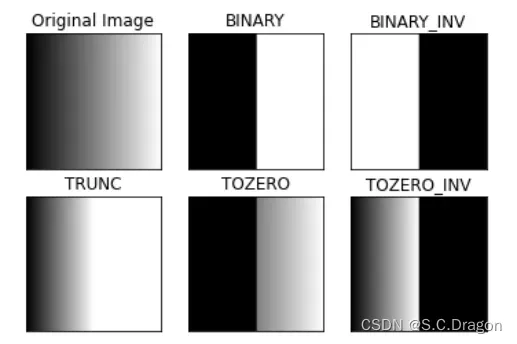 Original Image
BINARY
BINARY_INV
TRUNC
TOZERO
TOZERO_INV
CSDN @S.C.Dragon